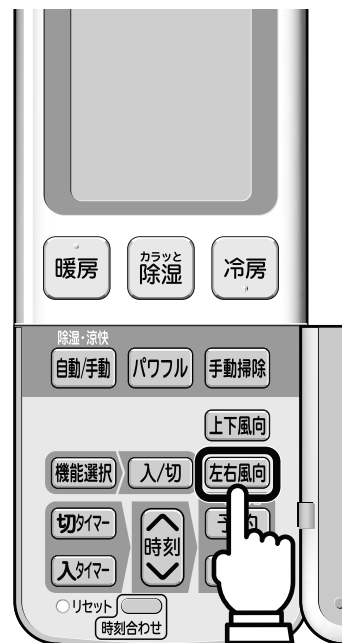 暖房
カラッと
除湿
冷房
除湿・涼快
自動/手動
パワフル
手動掃除
上下風向
機能選択
入/切
左右風向
切タイマー
時刻
入タイマー
リセット
時刻合わせ